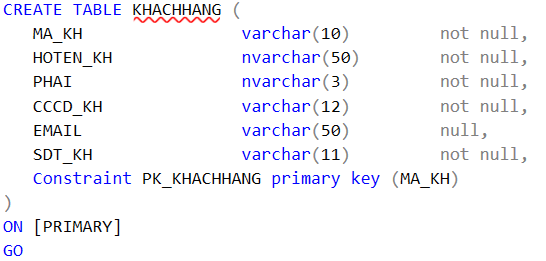 CREATE TABLE KHACHHANG (
MA_KH varchar(10) not null,
HOTEN_KH nvarchar(50) not null,
PHAI nvarchar(3) not null,
CCCD_KH varchar(12) not null,
EMAIL varchar(50) null,
SDT_KH varchar(11) not null,
Constraint PK_KHACHHANG primary key (MA_KH)
)
ON [PRIMARY]
GO